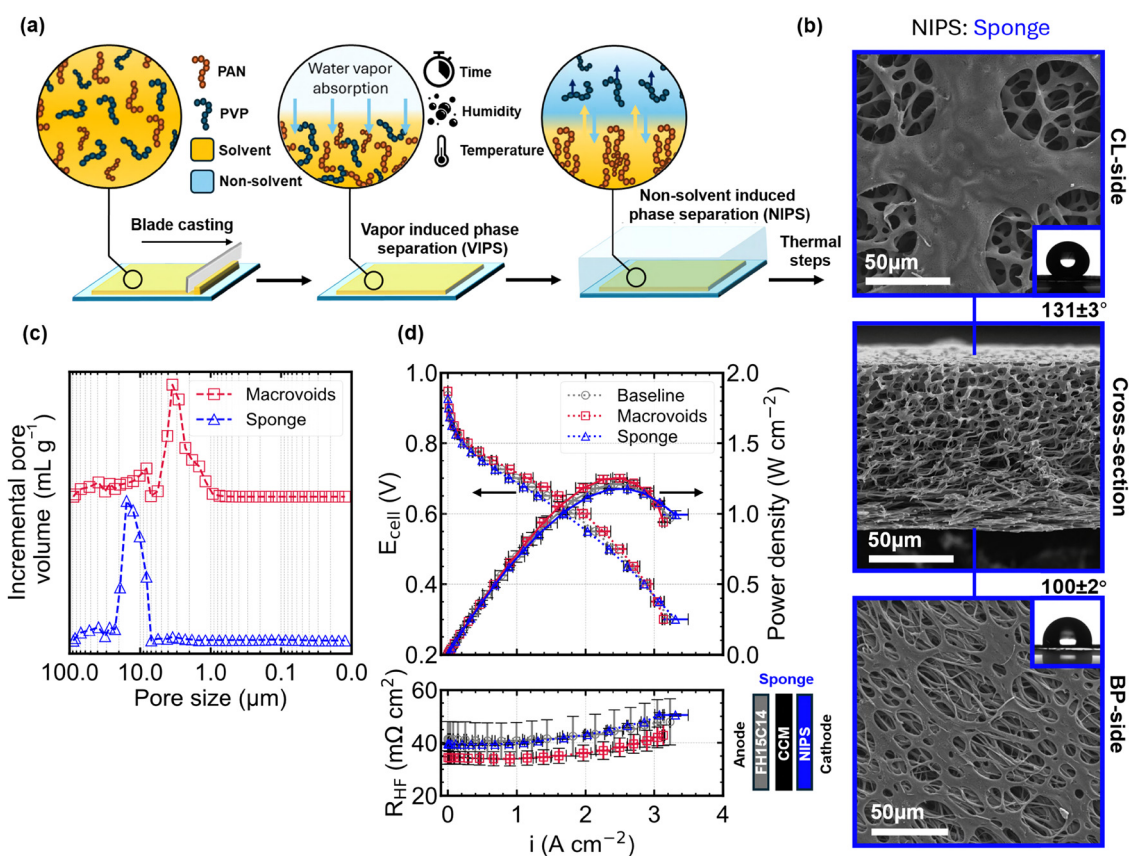 (a)
PAN
PVP
Solvent
Non-solvent
Water vapor
absorption
Time
Humidity
Temperature
Blade casting
Vapor induced phase
separation (VIPS)
Non-solvent induced
phase separation (NIPS)
Thermal
steps
(b)
NIPS: Sponge
CL-side
50µm
131±3°
Cross-section
50µm
100±2°
BP-side
50µm
(c)
Incremental pore
volume (mL g⁻¹)
Macrovoids
Sponge
100.0 10.0 1.0 0.1 0.0
Pore size (µm)
(d)
E_cell (V)
1.0
0.8
0.6
0.4
0.2
Baseline
Macrovoids
Sponge
2.0
1.5
1.0
0.5
0.0
Power density (W cm⁻²)
0 1 2 3 4
R_HF (mΩ cm²)
60
40
20
0 1 2 3 4
i (A cm⁻²)
Sponge
Anode
FH15C14
CCM
NIPS
Cathode